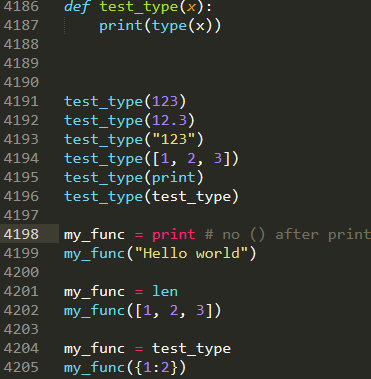 4186 def test_type(x):
4187     print(type(x))
4188
4189
4190
4191 test_type(123)
4192 test_type(12.3)
4193 test_type("123")
4194 test_type([1, 2, 3])
4195 test_type(print)
4196 test_type(test_type)
4197
4198 my_func = print # no () after print
4199 my_func("Hello world")
4200
4201 my_func = len
4202 my_func([1, 2, 3])
4203
4204 my_func = test_type
4205 my_func({1:2})